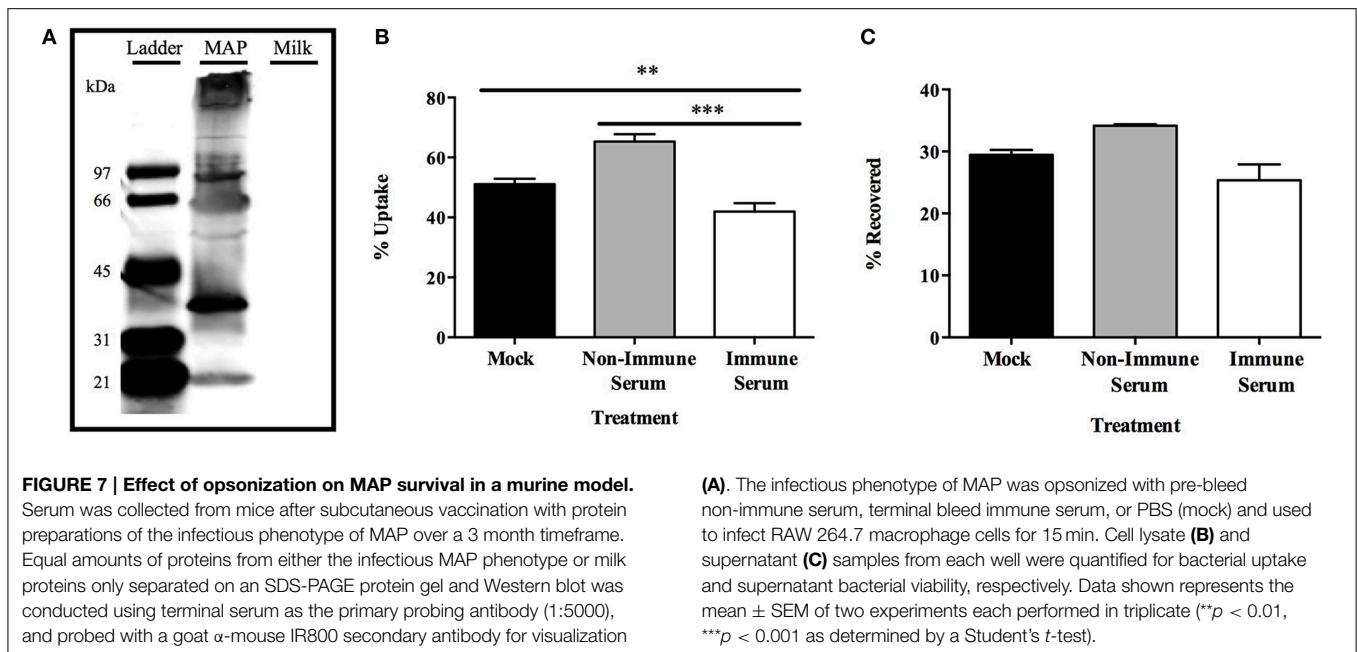 A
Ladder MAP Milk
kDa
97
66
45
31
21
B
**
***
80
60
40
20
0
% Uptake
Mock
Non-Immune
Serum
Immune
Serum
Treatment
C
40
30
20
10
0
% Recovered
Mock
Non-Immune
Serum
Immune
Serum
Treatment
FIGURE 7 | Effect of opsonization on MAP survival in a murine model.
Serum was collected from mice after subcutaneous vaccination with protein
preparations of the infectious phenotype of MAP over a 3 month timeframe.
Equal amounts of proteins from either the infectious MAP phenotype or milk
proteins only separated on an SDS-PAGE protein gel and Western blot was
conducted using terminal serum as the primary probing antibody (1:5000),
and probed with a goat α-mouse IR800 secondary antibody for visualization
(A). The infectious phenotype of MAP was opsonized with pre-bleed
non-immune serum, terminal bleed immune serum, or PBS (mock) and used
to infect RAW 264.7 macrophage cells for 15 min. Cell lysate (B) and
supernatant (C) samples from each well were quantified for bacterial uptake
and supernatant bacterial viability, respectively. Data shown represents the
mean ± SEM of two experiments each performed in triplicate (**p < 0.01,
***p < 0.001 as determined by a Student's t-test).